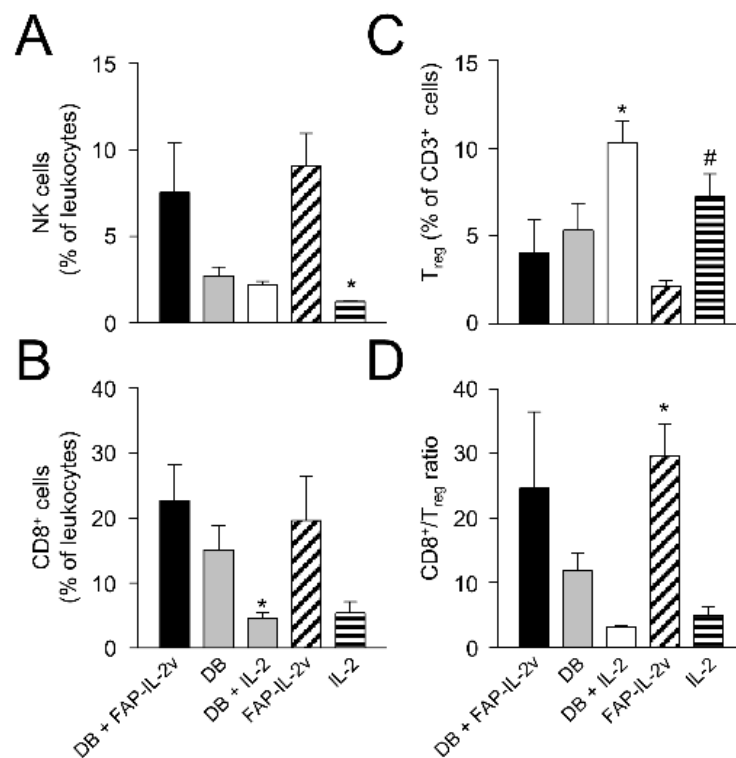 A
NK cells
(% of leukocytes)
15
10
5
0
*
B
CD8+ cells
(% of leukocytes)
40
30
20
10
0
*
DB + FAP-IL-2v
DB
DB + IL-2
FAP-IL-2v
IL-2
C
Treg (% of CD3+ cells)
15
10
5
0
*
#
D
CD8+/Treg ratio
40
30
20
10
0
*
DB + FAP-IL-2v
DB
DB + IL-2
FAP-IL-2v
IL-2